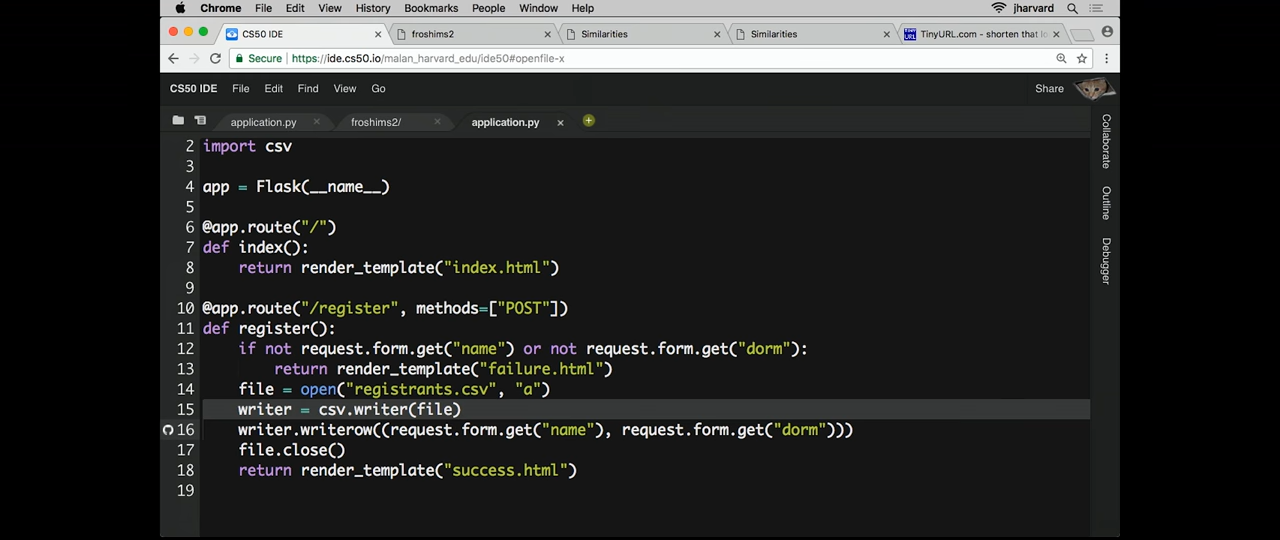 Chrome File Edit View History Bookmarks People Window Help jharvard
CS50 IDE froshims2 Similarities Similarities TinyURL.com - shorten that lo
Secure https://ide.cs50.io/malan_harvard_edu/ide50#openfile-x
CS50 IDE File Edit Find View Go Share
application.py froshims2/ application.py
2 import csv
3
4 app = Flask(__name__)
5
6 @app.route("/")
7 def index():
8 return render_template("index.html")
9
10 @app.route("/register", methods=["POST"])
11 def register():
12 if not request.form.get("name") or not request.form.get("dorm"):
13 return render_template("failure.html")
14 file = open("registrants.csv", "a")
15 writer = csv.writer(file)
16 writer.writerow((request.form.get("name"), request.form.get("dorm")))
17 file.close()
18 return render_template("success.html")
19
Collaborate
Outline
Debugger